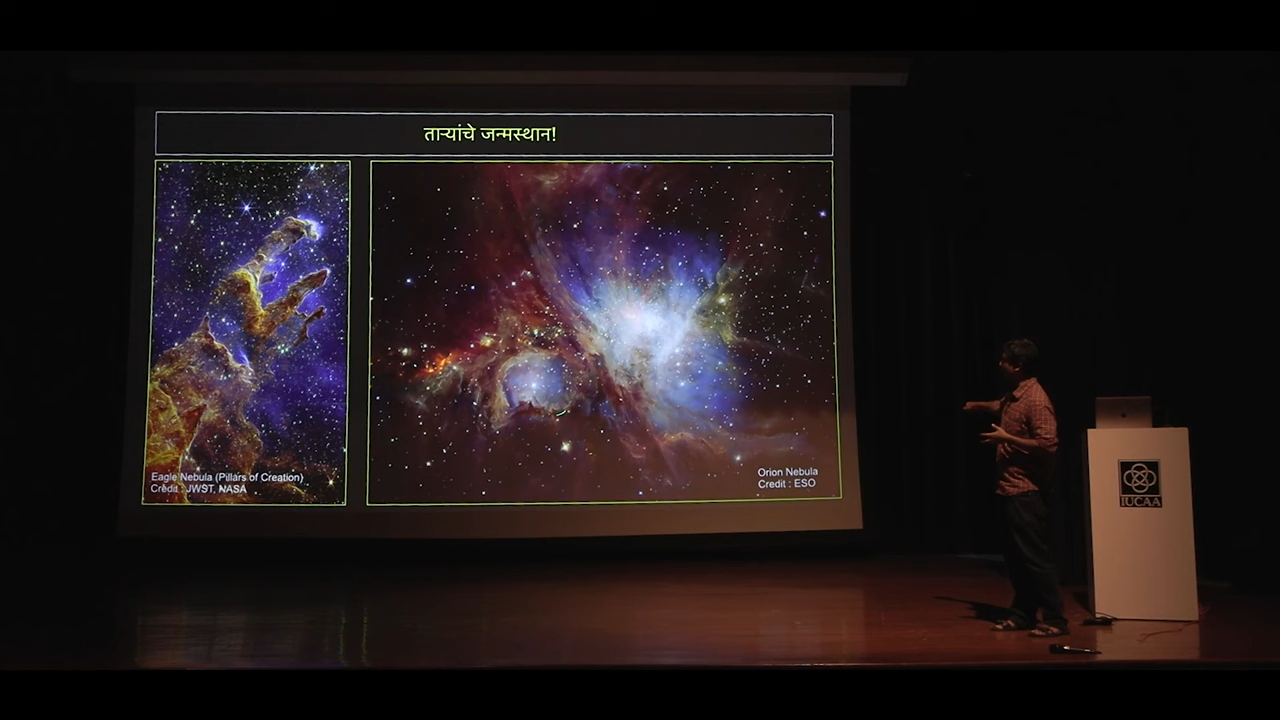 ताऱ्यांचे जन्मस्थान!
Eagle Nebula (Pillars of Creation)
Credit : JWST, NASA
Orion Nebula
Credit : ESO
IUCAA